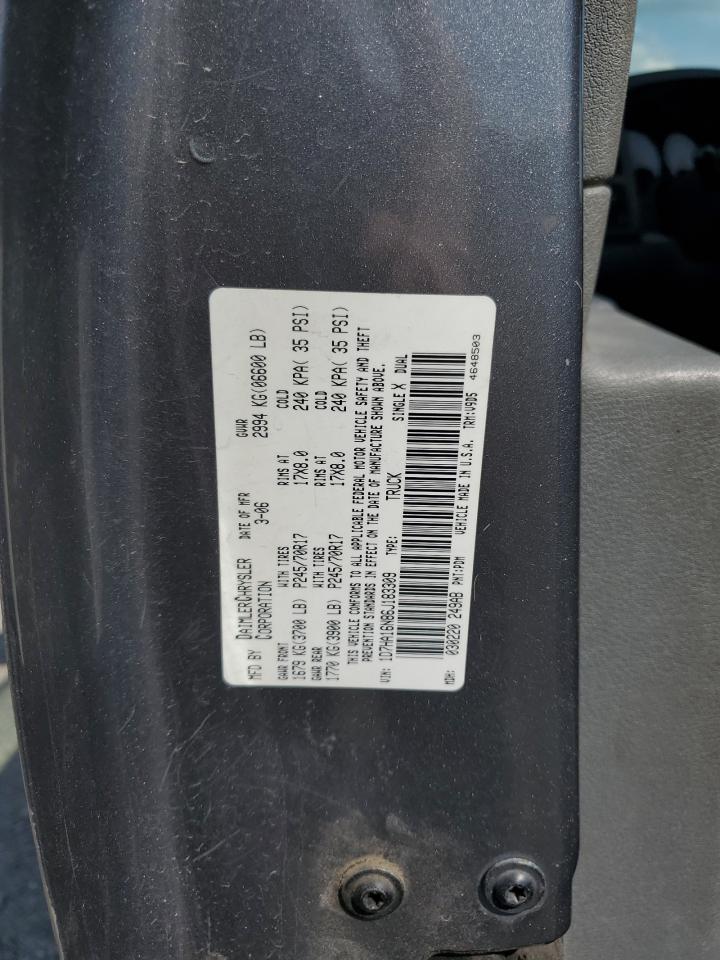 MFD BY DAIMLERCHRYSLER CORPORATION DATE OF MFR 3-06 GVWR 2994 KG(06600 LB)
GAWR FRONT WITH TIRES RIMS AT COLD
1679 KG(3700 LB) P245/70R17 17X8.0 240 KPA( 35 PSI)
GAWR REAR WITH TIRES RIMS AT COLD
1770 KG(3900 LB) P245/70R17 17X8.0 240 KPA( 35 PSI)
THIS VEHICLE CONFORMS TO ALL APPLICABLE FEDERAL MOTOR VEHICLE SAFETY AND THEFT
PREVENTION STANDARDS IN EFFECT ON THE DATE OF MANUFACTURE SHOWN ABOVE.
VIN: 1D7HA16N86J183309 TYPE: TRUCK SINGLE X DUAL
MDH: 030220 249AB PNT:PDM VEHICLE MADE IN U.S.A. TRM:V9D5 4648503